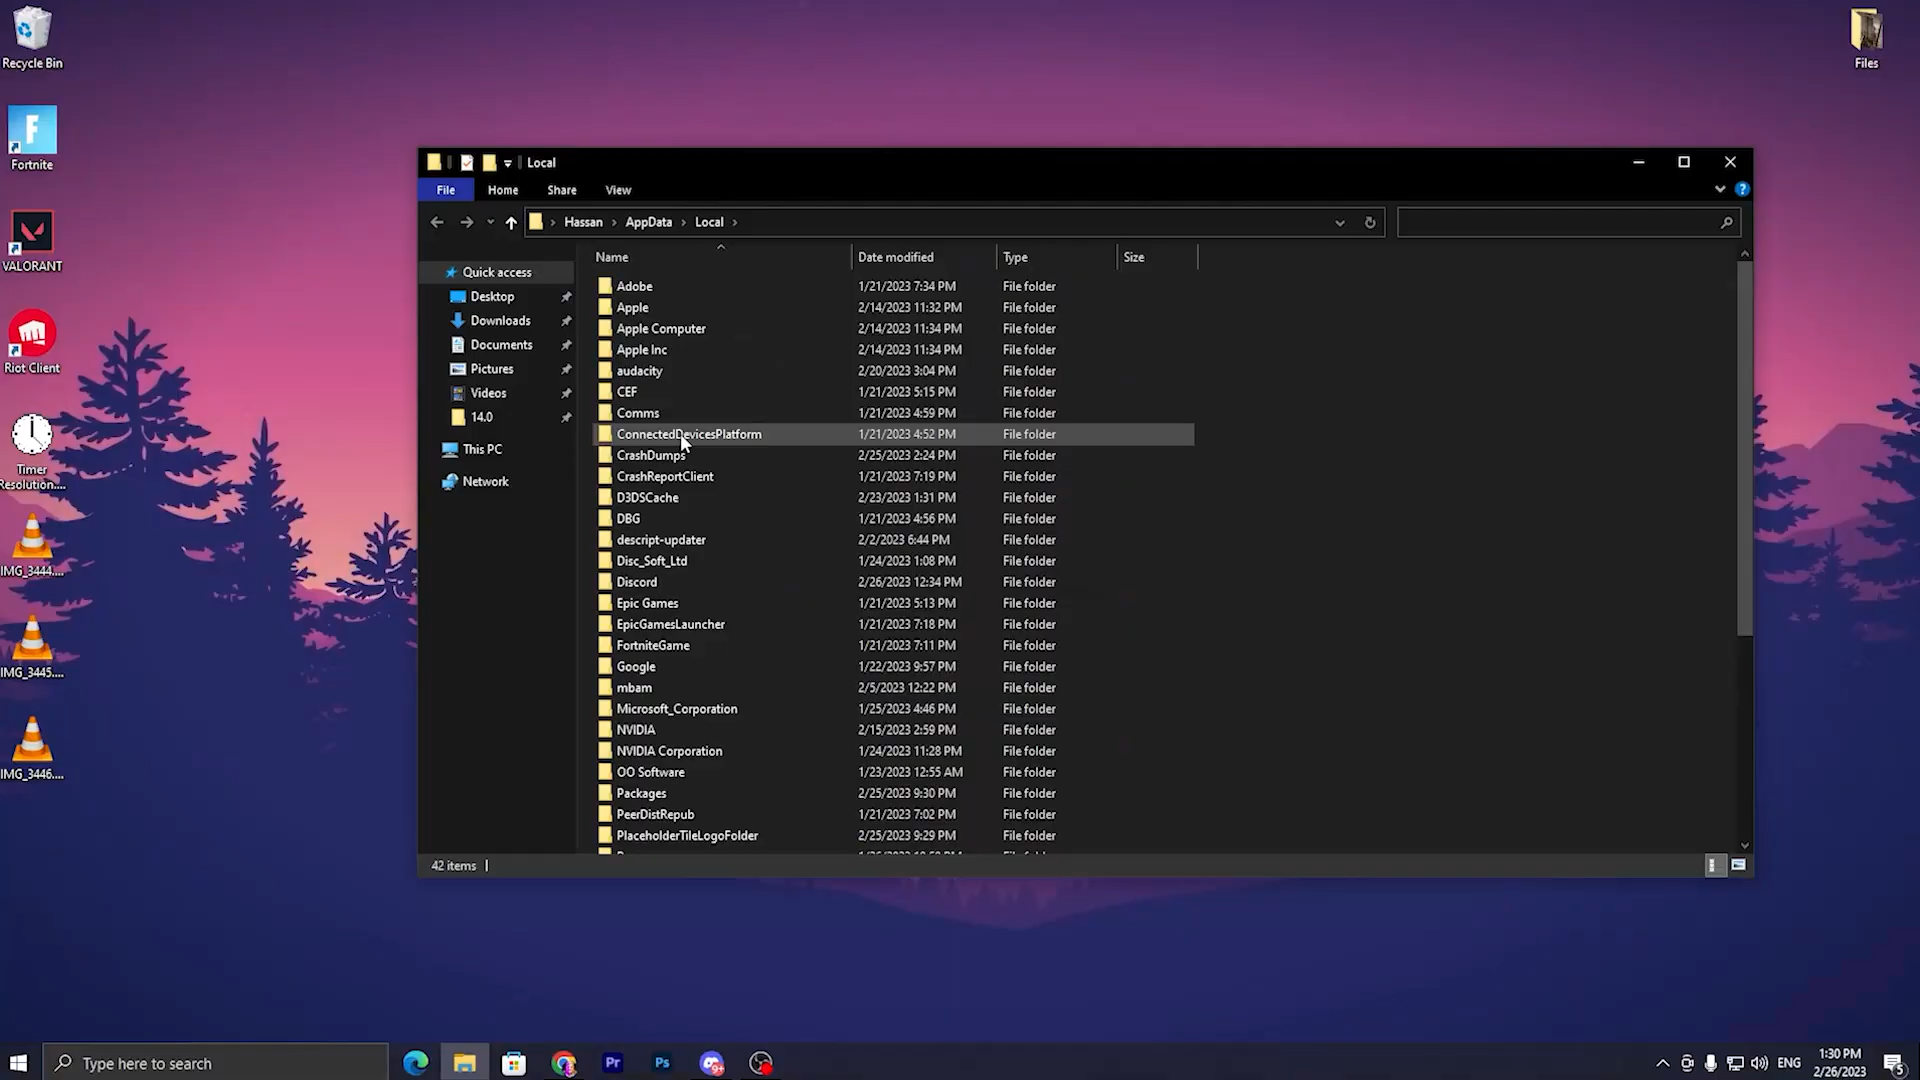 Recycle Bin
Fortnite
VALORANT
Riot Client
Timer
Resolution....
IMG_3444....
IMG_3445....
IMG_3446....
Files
Local
File Home Share View
Hassan › AppData › Local ›
Name Date modified Type Size
Quick access
Desktop
Downloads
Documents
Pictures
Videos
14.0
This PC
Network
Adobe 1/21/2023 7:34 PM File folder
Apple 2/14/2023 11:32 PM File folder
Apple Computer 2/14/2023 11:34 PM File folder
Apple Inc 2/14/2023 11:34 PM File folder
audacity 2/20/2023 3:04 PM File folder
CEF 1/21/2023 5:15 PM File folder
Comms 1/21/2023 4:59 PM File folder
ConnectedDevicesPlatform 1/21/2023 4:52 PM File folder
CrashDumps 2/25/2023 2:24 PM File folder
CrashReportClient 1/21/2023 7:19 PM File folder
D3DSCache 2/23/2023 1:31 PM File folder
DBG 1/21/2023 4:56 PM File folder
descript-updater 2/2/2023 6:44 PM File folder
Disc_Soft_Ltd 1/24/2023 1:08 PM File folder
Discord 2/26/2023 12:34 PM File folder
Epic Games 1/21/2023 5:13 PM File folder
EpicGamesLauncher 1/21/2023 7:18 PM File folder
FortniteGame 1/21/2023 7:11 PM File folder
Google 1/22/2023 9:57 PM File folder
mbam 2/5/2023 12:22 PM File folder
Microsoft_Corporation 1/25/2023 4:46 PM File folder
NVIDIA 2/15/2023 2:59 PM File folder
NVIDIA Corporation 1/24/2023 11:28 PM File folder
OO Software 1/23/2023 12:55 AM File folder
Packages 2/25/2023 9:30 PM File folder
PeerDistRepub 1/21/2023 7:02 PM File folder
PlaceholderTileLogoFolder 2/25/2023 9:29 PM File folder
42 items
Type here to search
Pr
Ps
9+
ENG
1:30 PM
2/26/2023
5